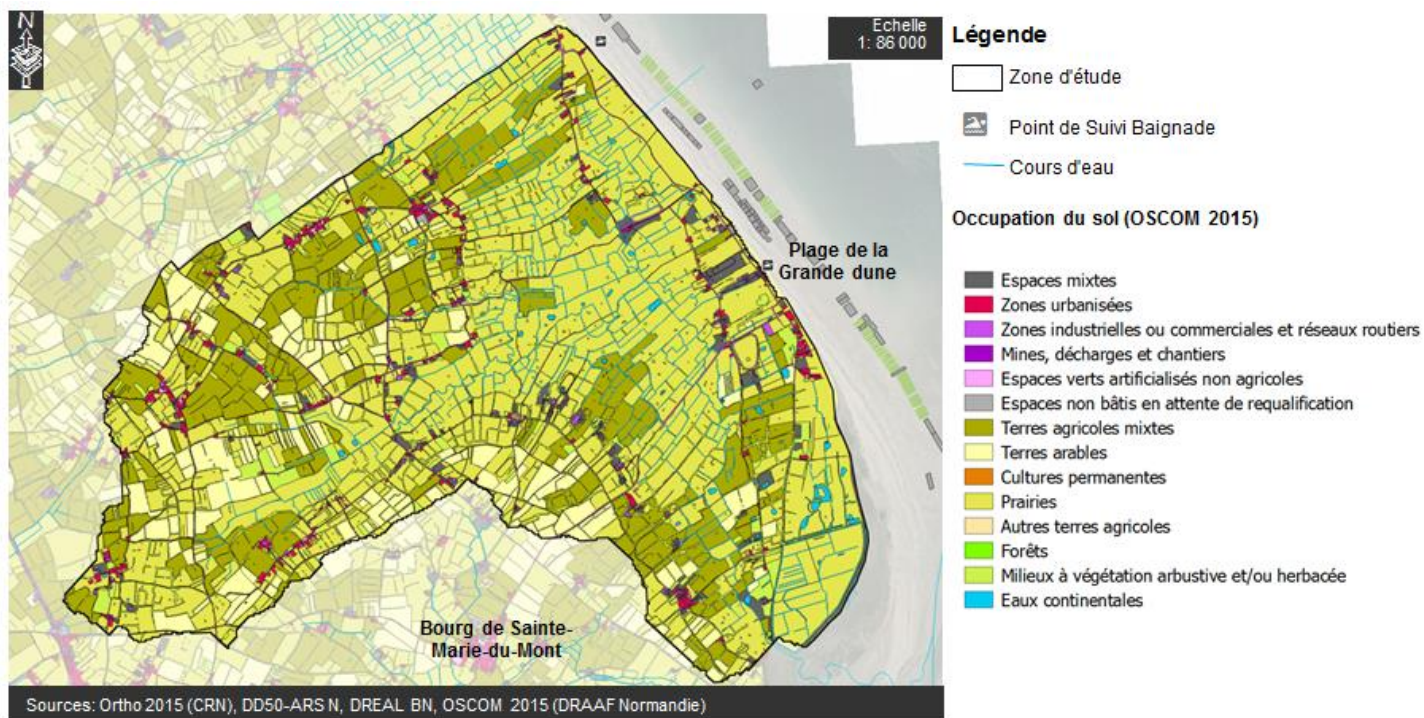 N
Echelle
1: 86 000
Plage de la
Grande dune
Bourg de Sainte-
Marie-du-Mont
Sources: Ortho 2015 (CRN), DD50-ARS N, DREAL BN, OSCOM 2015 (DRAAF Normandie)
Légende
Zone d'étude
Point de Suivi Baignade
Cours d'eau
Occupation du sol (OSCOM 2015)
Espaces mixtes
Zones urbanisées
Zones industrielles ou commerciales et réseaux routiers
Mines, décharges et chantiers
Espaces verts artificialisés non agricoles
Espaces non bâtis en attente de requalification
Terres agricoles mixtes
Terres arables
Cultures permanentes
Prairies
Autres terres agricoles
Forêts
Milieux à végétation arbustive et/ou herbacée
Eaux continentales